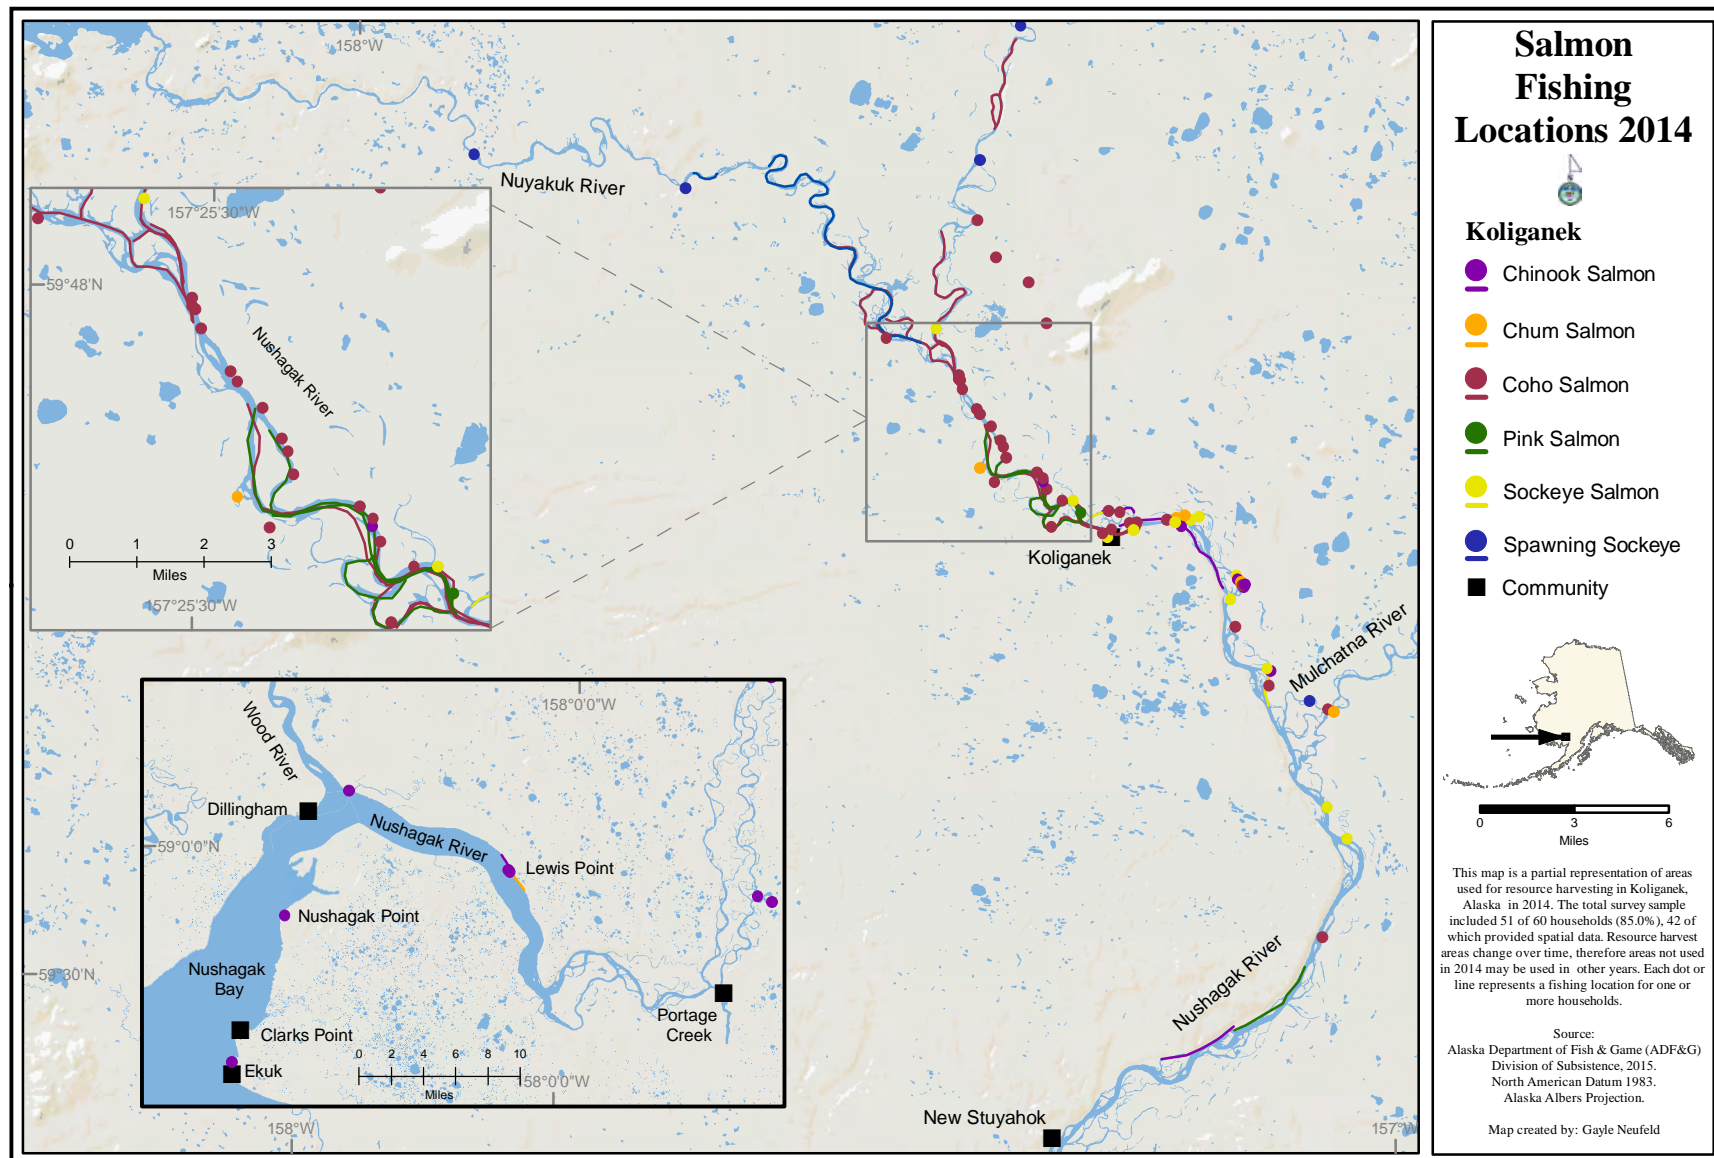 158°W
Nuyakuk River
157°25'30"W
59°48'N
Nushagak River
0 1 2 3
Miles
157°25'30"W
Koliganek
Mulchatna River
Wood River
158°0'0"W
Dillingham
59°0'0"N
Nushagak River
Lewis Point
Nushagak Point
Nushagak
Bay
59°30'N
Portage
Creek
Clarks Point
Ekuk
0 2 4 6 8 10
Miles
158°0'0"W
Nushagak River
New Stuyahok
158°W
157°W
Salmon
Fishing
Locations 2014
Koliganek
Chinook Salmon
Chum Salmon
Coho Salmon
Pink Salmon
Sockeye Salmon
Spawning Sockeye
Community
0 3 6
Miles
This map is a partial representation of areas
used for resource harvesting in Koliganek,
Alaska in 2014. The total survey sample
included 51 of 60 households (85.0%), 42 of
which provided spatial data. Resource harvest
areas change over time, therefore areas not used
in 2014 may be used in other years. Each dot or
line represents a fishing location for one or
more households.
Source:
Alaska Department of Fish & Game (ADF&G)
Division of Subsistence, 2015.
North American Datum 1983.
Alaska Albers Projection.
Map created by: Gayle Neufeld